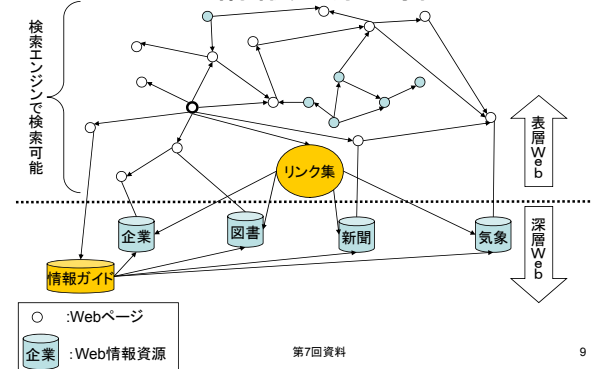 検索エンジンで検索可能
表層Web
リンク集
企業
図書
新聞
気象
深層Web
情報ガイド
:Webページ
企業
:Web情報資源
第7回資料
9